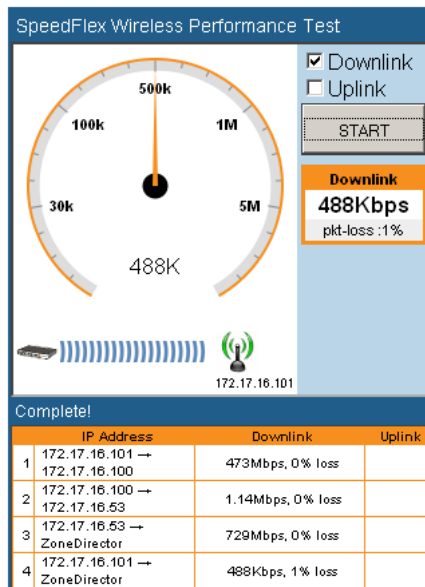 SpeedFlex Wireless Performance Test
Downlink
Uplink
START
500k
100k
1M
30k
5M
488K
Downlink
488Kbps
pkt-loss :1%
172.17.16.101
Complete!
IP Address Downlink Uplink
1 172.17.16.101 → 473Mbps, 0% loss
172.17.16.100
2 172.17.16.100 → 1.14Mbps, 0% loss
172.17.16.53
3 172.17.16.53 → 729Mbps, 0% loss
ZoneDirector
4 172.17.16.101 → 488Kbps, 1% loss
ZoneDirector